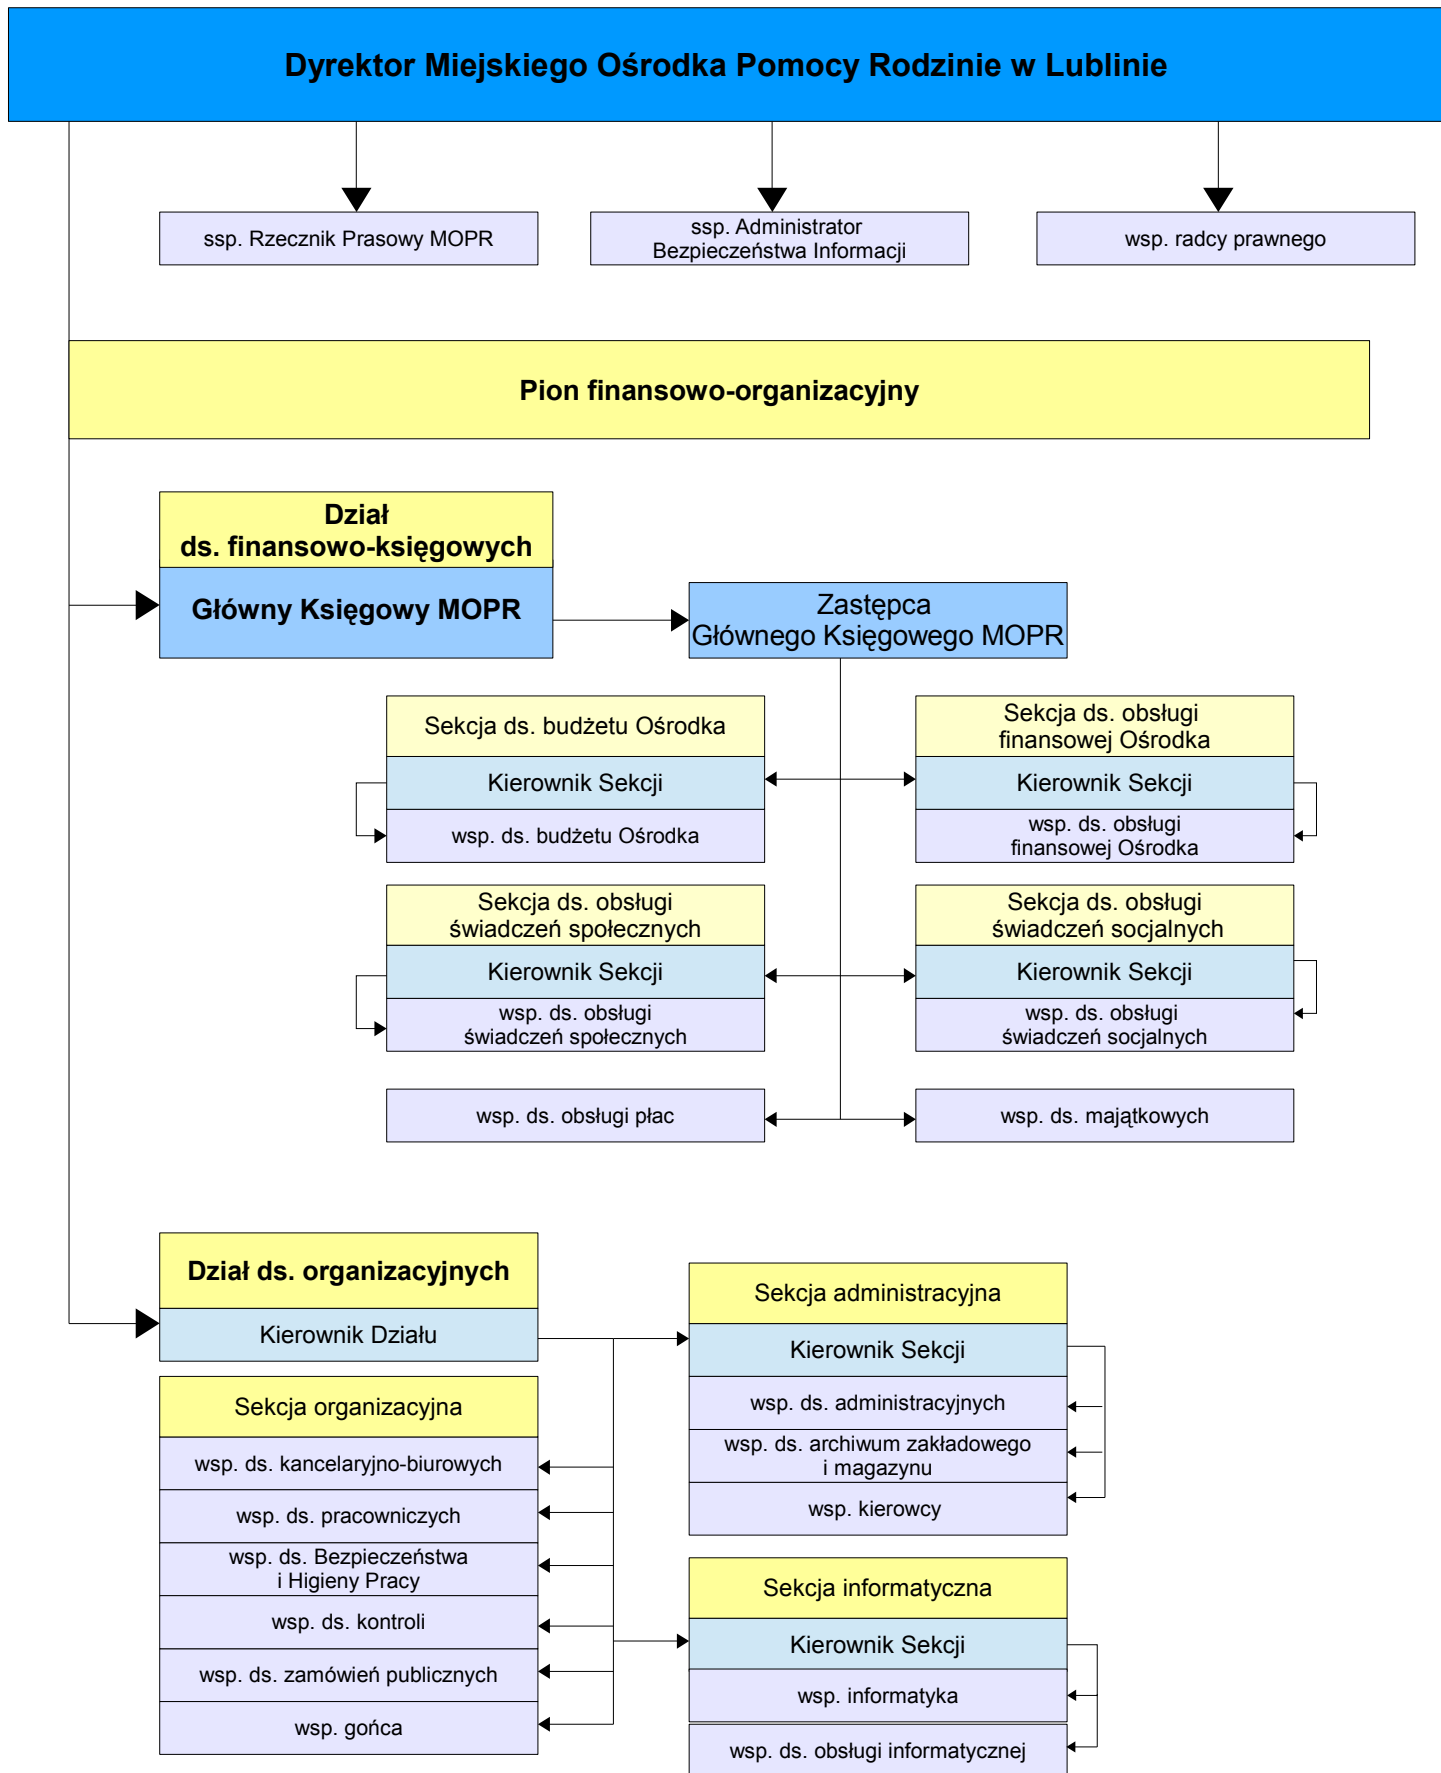 Dyrektor Miejskiego Ośrodka Pomocy Rodzinie w Lublinie
ssp. Rzecznik Prasowy MOPR
ssp. Administrator
Bezpieczeństwa Informacji
wsp. radcy prawnego
Pion finansowo-organizacyjny
Dział
ds. finansowo-księgowych
Główny Księgowy MOPR
Zastępca
Głównego Księgowego MOPR
Sekcja ds. budżetu Ośrodka
Kierownik Sekcji
wsp. ds. budżetu Ośrodka
Sekcja ds. obsługi
finansowej Ośrodka
Kierownik Sekcji
wsp. ds. obsługi
finansowej Ośrodka
Sekcja ds. obsługi
świadczeń społecznych
Kierownik Sekcji
wsp. ds. obsługi
świadczeń społecznych
Sekcja ds. obsługi
świadczeń socjalnych
Kierownik Sekcji
wsp. ds. obsługi
świadczeń socjalnych
wsp. ds. obsługi płac
wsp. ds. majątkowych
Dział ds. organizacyjnych
Kierownik Działu
Sekcja organizacyjna
wsp. ds. kancelaryjno-biurowych
wsp. ds. pracowniczych
wsp. ds. Bezpieczeństwa
i Higieny Pracy
wsp. ds. kontroli
wsp. ds. zamówień publicznych
wsp. gońca
Sekcja administracyjna
Kierownik Sekcji
wsp. ds. administracyjnych
wsp. ds. archiwum zakładowego
i magazynu
wsp. kierowcy
Sekcja informatyczna
Kierownik Sekcji
wsp. informatyka
wsp. ds. obsługi informatycznej